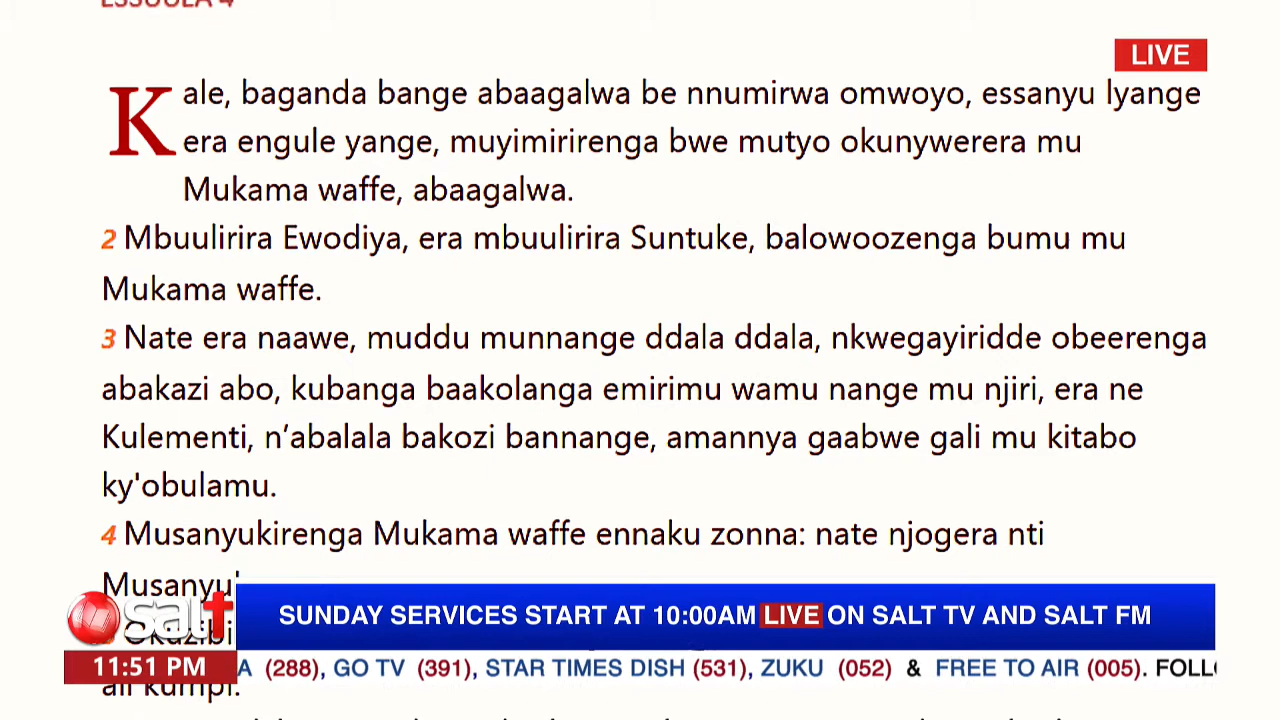 ESSUULA 4
LIVE
Kale, baganda bange abaagalwa be nnumirwa omwoyo, essanyu lyange
era engule yange, muyimirirenga bwe mutyo okunywerera mu
Mukama waffe, abaagalwa.
2 Mbuulirira Ewodiya, era mbuulirira Suntuke, balowoozenga bumu mu
Mukama waffe.
3 Nate era naawe, muddu munnange ddala ddala, nkwegayiridde obeerenga
abakazi abo, kubanga baakolanga emirimu wamu nange mu njiri, era ne
Kulementi, n’abalala bakozi bannange, amannya gaabwe gali mu kitabo
ky'obulamu.
4 Musanyukirenga Mukama waffe ennaku zonna: nate njogera nti
salt
SUNDAY SERVICES START AT 10:00AM LIVE ON SALT TV AND SALT FM
11:51 PM
A (288), GO TV (391), STAR TIMES DISH (531), ZUKU (052) & FREE TO AIR (005). FOLL
ali kumpi.